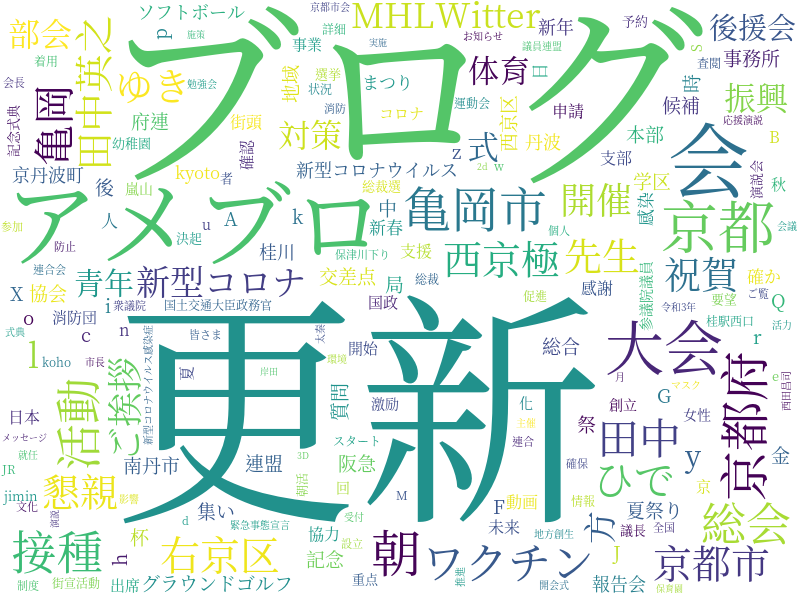 京都市会
ソフトボール
p
施策
部会
着用
ゆき
事業
詳細
お知らせ
MHLWitter
新年
予約
後援会
会長
田中英之
勉強会
地域
選挙
状況
まつり
ブログ
議員連盟
体育
日
s
査閲
事務所
実施
亀岡
記念式典
府連
街頭
対策
消防
コロナ
運動会
西京区
申請
時
候補
振興
応援演説
幼稚園
確認
新型コロナウイルス
z
式
丹波
本部
B
京丹波町
後
嵐山
kyoto
者
総裁選
2d
w
支部
会
演説会
学区
秋
参加
人
アメブロ
u
A
k
中
新春
亀岡市
開催
感染
京都
会議
防止
決起
桂川
保津川下り
支援
個人
連合会
青年
新型コロナ
交差点
局
総裁
西京極
先生
感謝
参議院議員
祝賀
確か
ご覧
協会
X
i
衆議院
国土交通大臣政務官
国政
促進
令和3年
要望
Q
式典
o
消防団
c
n
新型コロナウイルス感染症
皆さま
太秦
開始
更新
総合
大会
桂駅西口
r
活力
市長
l
koho
夏
環境
岸田
月
マスク
e
西田昌司
活動
ご挨拶
質問
激励
化
創立
G
女性
京都府
日本
メッセージ
スタート
主催
祭
田中
JR
就任
南丹市
連盟
3D
阪急
連合
確保
ひで
y
金
jimin
懇親
影響
朝活
回
M
F
動画
情報
京
文化
演説
集い
緊急事態宣言
受付
未来
方
夏祭り
総会
d
杯
協力
地方創生
議長
全国
接種
h
右京区
記念
設立
朝
ワクチン
J
京都市
制度
街宣活動
出席
グラウンドゴルフ
重点
推進
開会式
報告会
保育園